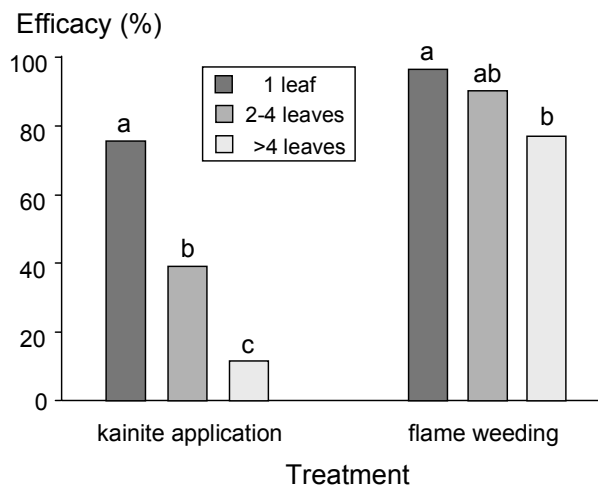 Efficacy (%)
100
80
60
40
20
0
1 leaf
2-4 leaves
>4 leaves
a
b
c
a
ab
b
kainite application
flame weeding
Treatment